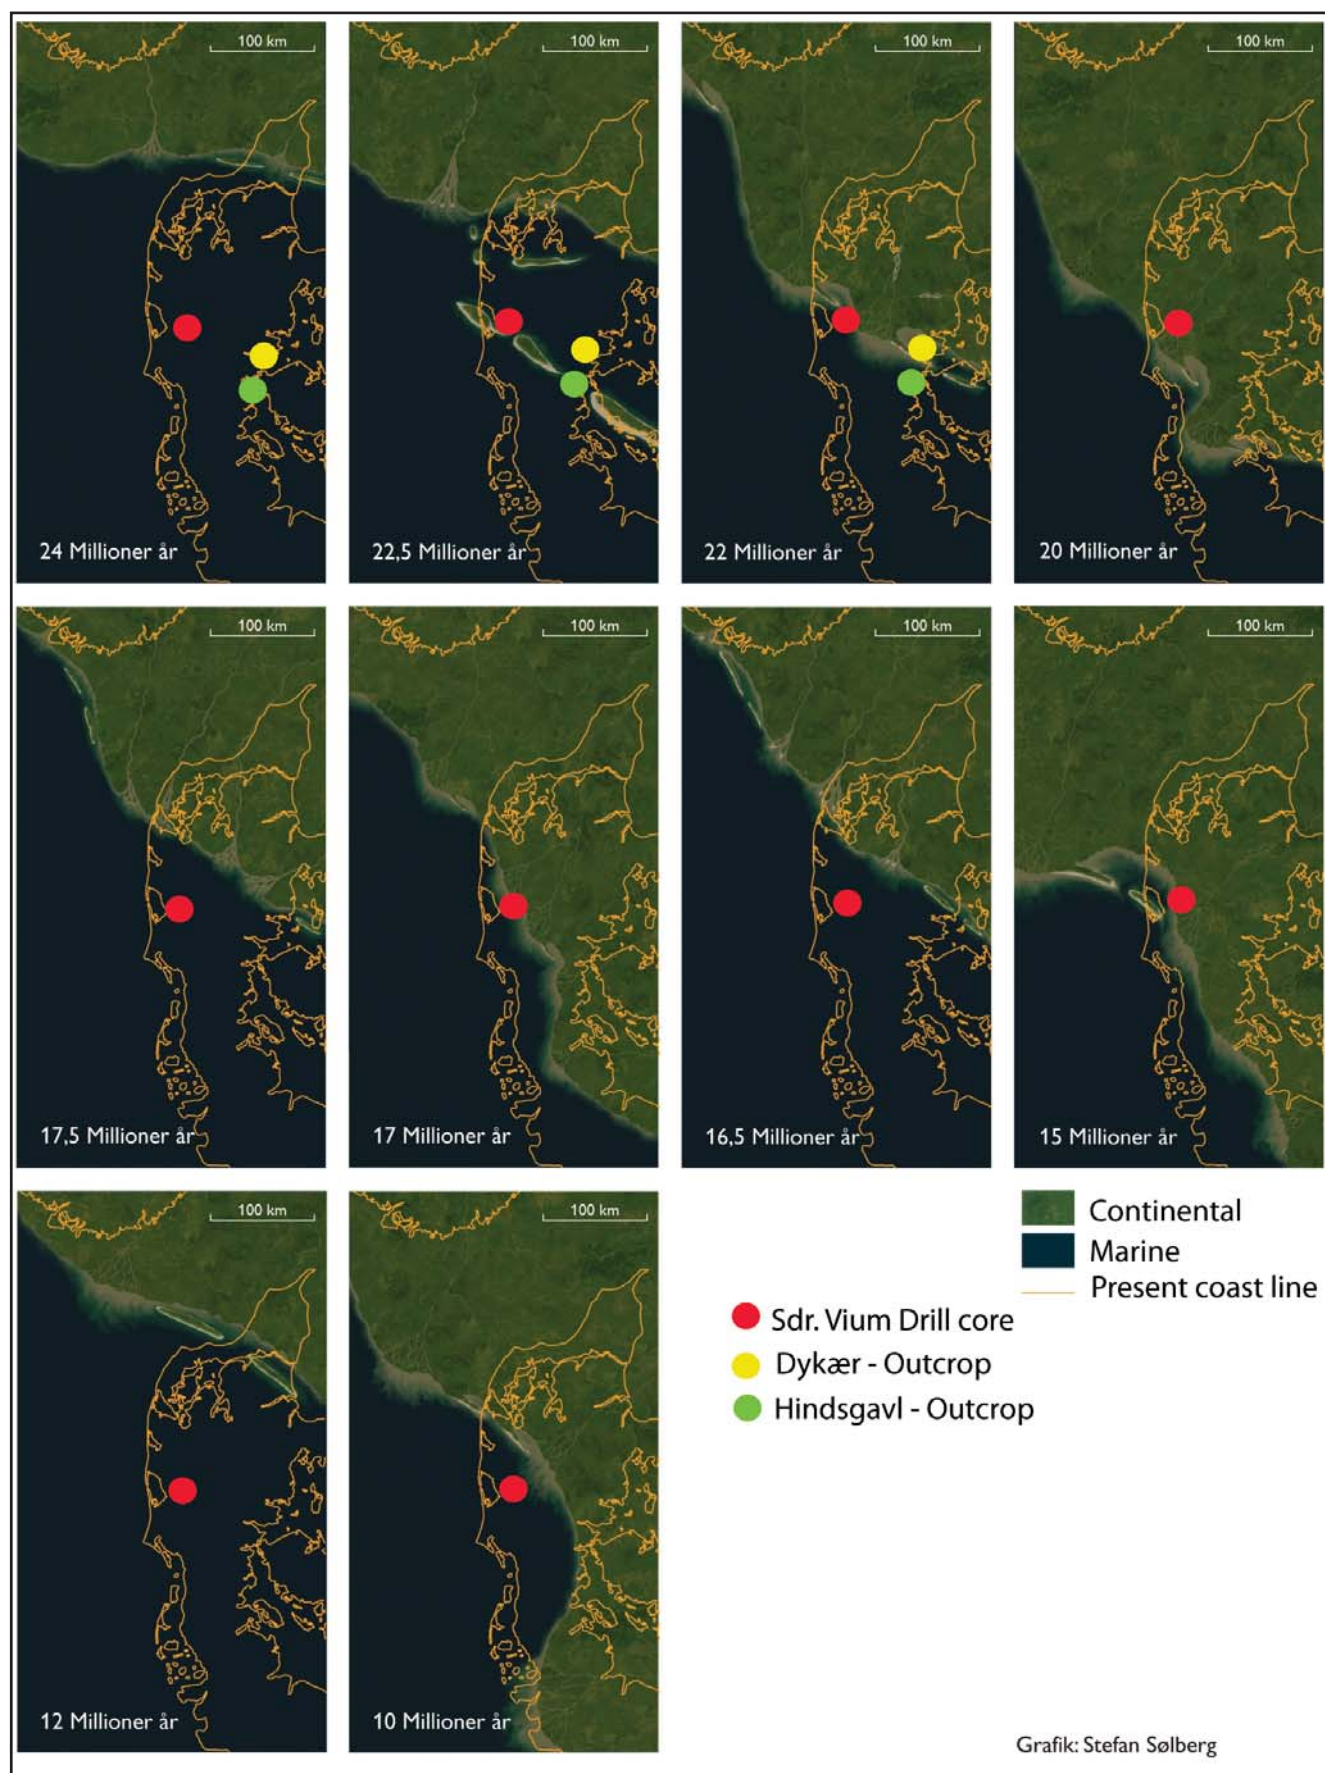 100 km
100 km
100 km
100 km
24 Millioner år
22,5 Millioner år
22 Millioner år
20 Millioner år
100 km
100 km
100 km
100 km
17,5 Millioner år
17 Millioner år
16,5 Millioner år
15 Millioner år
100 km
100 km
12 Millioner år
10 Millioner år
Continental
Marine
Present coast line
Sdr. Vium Drill core
Dykær - Outcrop
Hindsgavl - Outcrop
Grafik: Stefan Sølberg